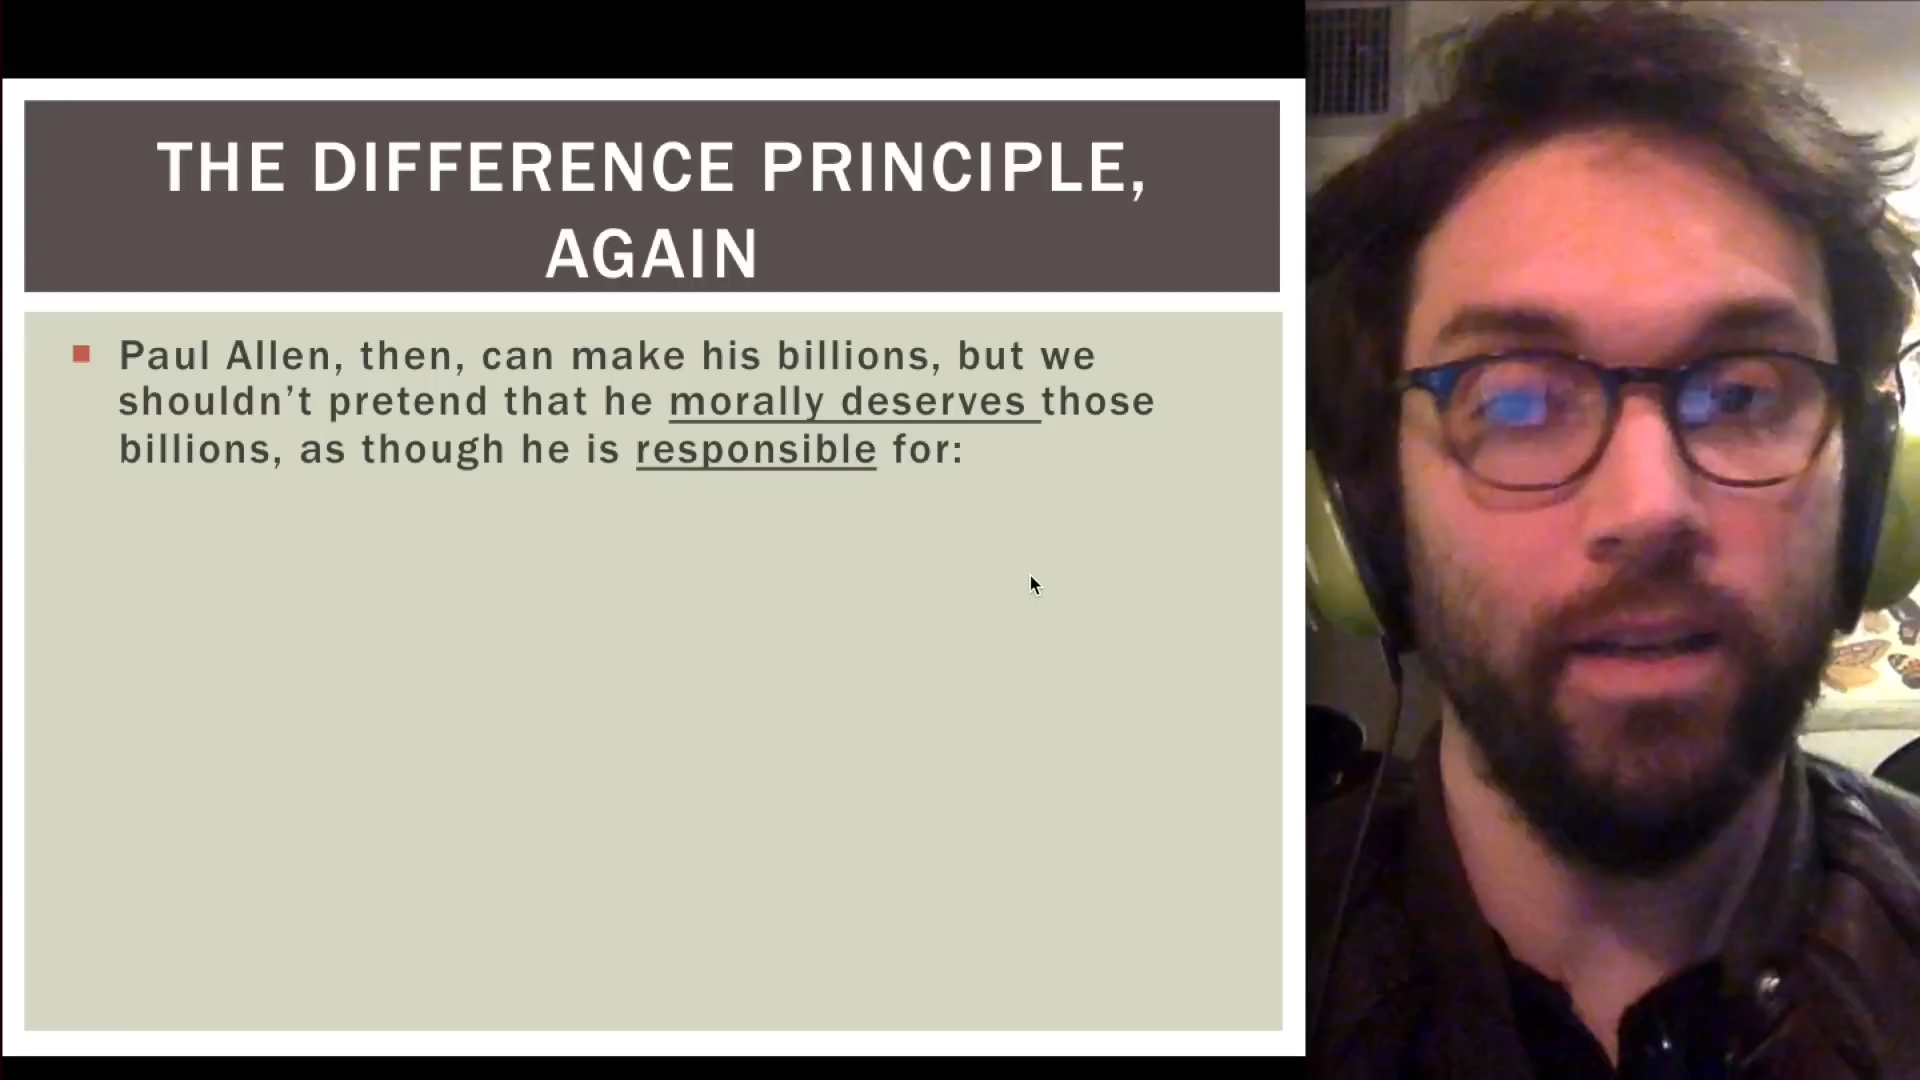 THE DIFFERENCE PRINCIPLE,
AGAIN
Paul Allen, then, can make his billions, but we
shouldn’t pretend that he morally deserves those
billions, as though he is responsible for: